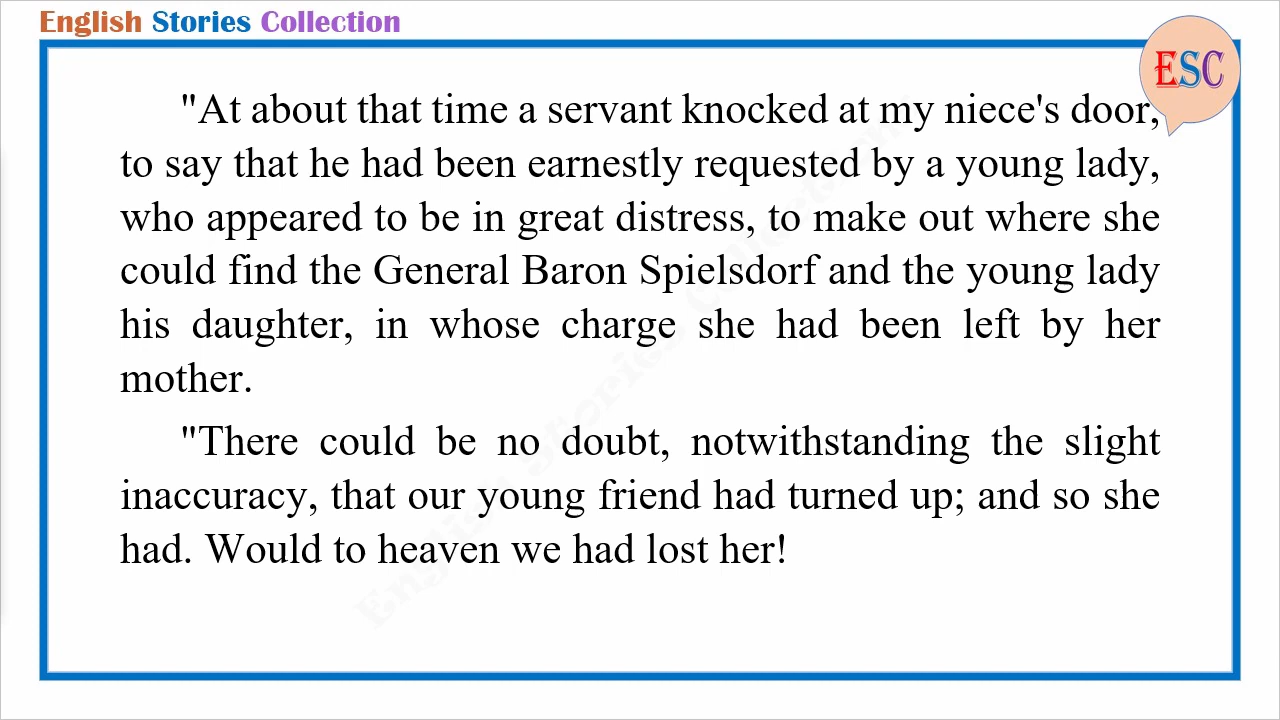 English Stories Collection
ESC
"At about that time a servant knocked at my niece's door,
to say that he had been earnestly requested by a young lady,
who appeared to be in great distress, to make out where she
could find the General Baron Spielsdorf and the young lady
his daughter, in whose charge she had been left by her
mother.
"There could be no doubt, notwithstanding the slight
inaccuracy, that our young friend had turned up; and so she
had. Would to heaven we had lost her!
English Stories Collection